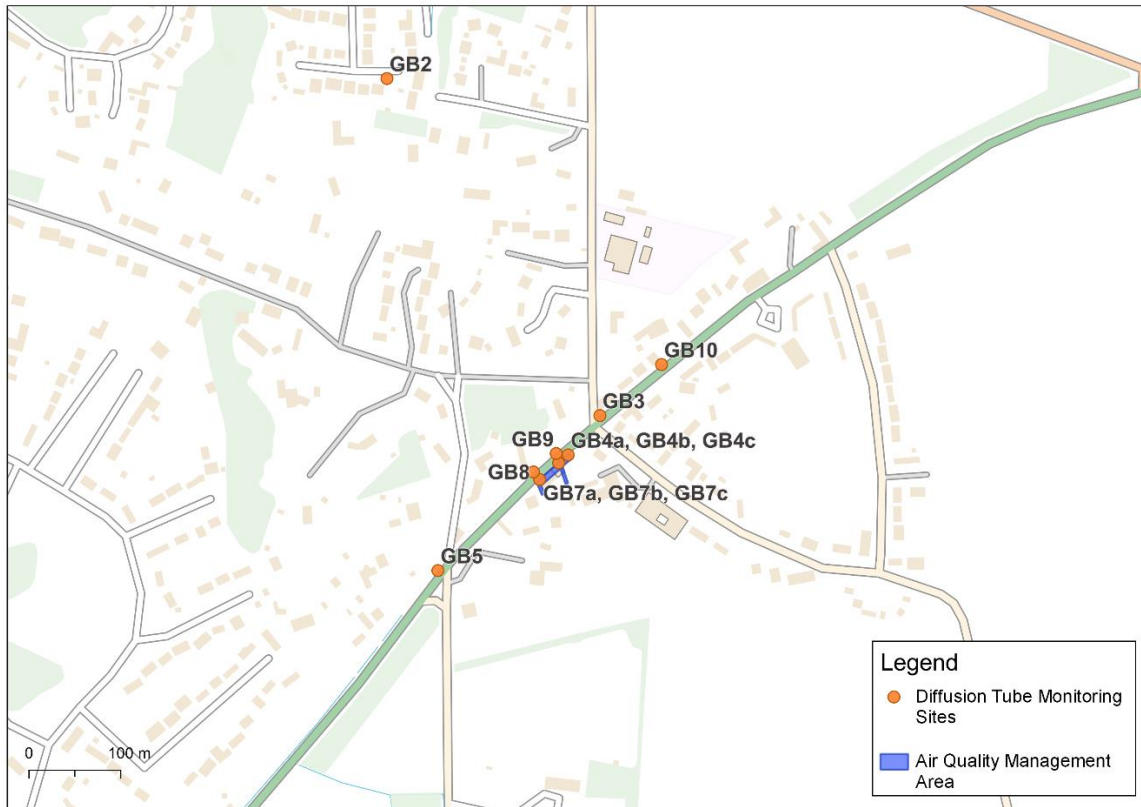 GB2
GB10
GB3
GB9
GB4a, GB4b, GB4c
GB8
GB7a, GB7b, GB7c
GB5
Legend
Diffusion Tube Monitoring
Sites
Air Quality Management
Area
0 100 m